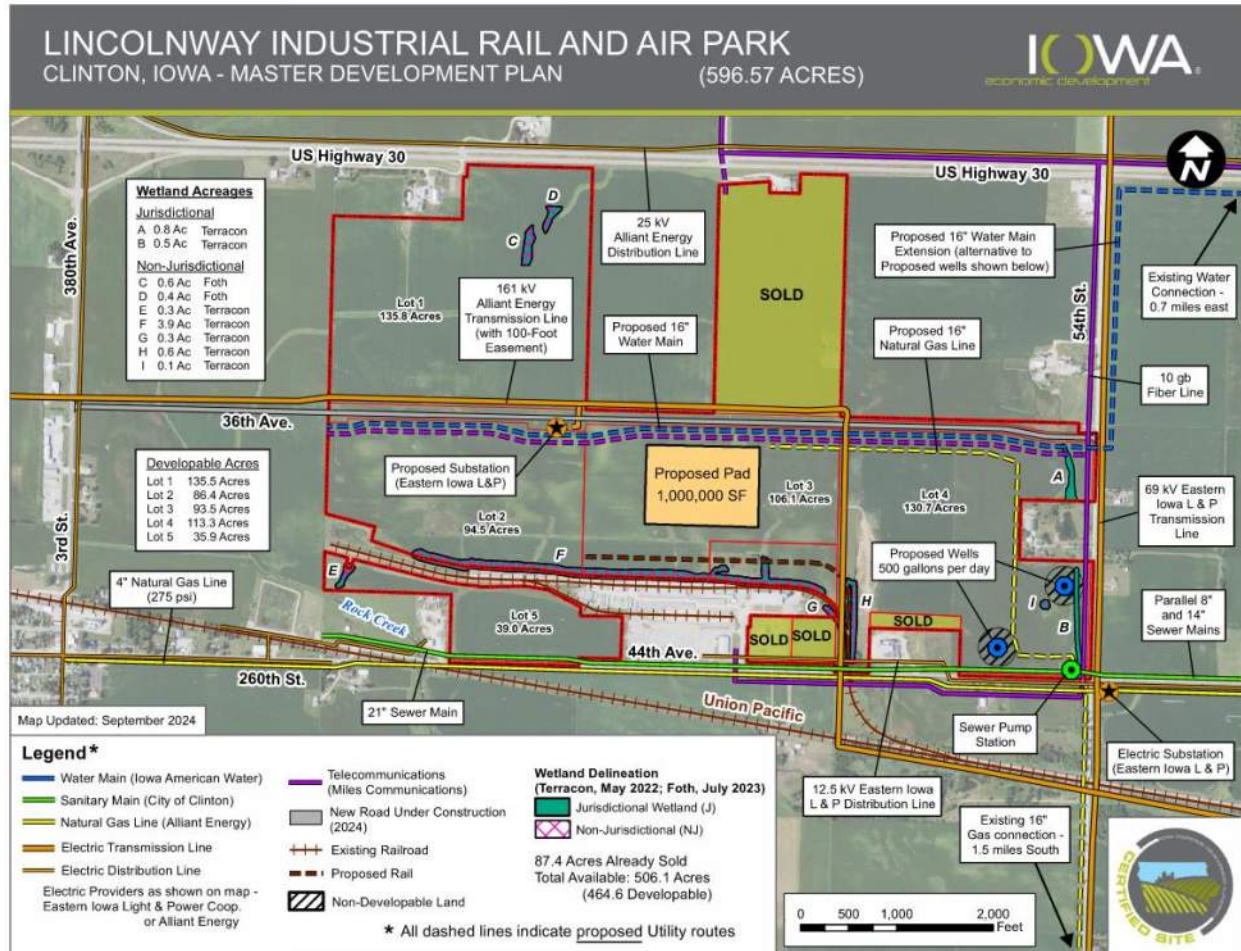 LINCOLNWAY INDUSTRIAL RAIL AND AIR PARK
CLINTON, IOWA - MASTER DEVELOPMENT PLAN (596.57 ACRES)
IOWA®
economic development
US Highway 30
US Highway 30
N
380th Ave.
3rd St.
54th St.
Wetland Acreages
Jurisdictional
A 0.8 Ac Terracon
B 0.5 Ac Terracon
Non-Jurisdictional
C 0.6 Ac Foth
D 0.4 Ac Foth
E 0.3 Ac Terracon
F 3.9 Ac Terracon
G 0.3 Ac Terracon
H 0.6 Ac Terracon
I 0.1 Ac Terracon
D
C
Lot 1
135.8 Acres
161 kV
Alliant Energy
Transmission Line
(with 100-Foot
Easement)
25 kV
Alliant Energy
Distribution Line
Proposed 16"
Water Main
SOLD
Proposed 16" Water Main
Extension (alternative to
Proposed wells shown below)
Proposed 16"
Natural Gas Line
Existing Water
Connection -
0.7 miles east
10 gb
Fiber Line
36th Ave.
Developable Acres
Lot 1 135.5 Acres
Lot 2 86.4 Acres
Lot 3 93.5 Acres
Lot 4 113.3 Acres
Lot 5 35.9 Acres
Proposed Substation
(Eastern Iowa L&P)
Proposed Pad
1,000,000 SF
Lot 2
94.5 Acres
Lot 3
106.1 Acres
Lot 4
130.7 Acres
A
69 kV Eastern
Iowa L & P
Transmission
Line
Proposed Wells
500 gallons per day
E
F
G
H
I
B
4" Natural Gas Line
(275 psi)
Rock Creek
Lot 5
39.0 Acres
SOLD
SOLD
SOLD
44th Ave.
260th St.
Parallel 8"
and 14"
Sewer Mains
21" Sewer Main
Union Pacific
Sewer Pump
Station
Electric Substation
(Eastern Iowa L & P)
12.5 kV Eastern Iowa
L & P Distribution Line
Existing 16"
Gas connection -
1.5 miles South
Map Updated: September 2024
Legend*
Water Main (Iowa American Water)
Sanitary Main (City of Clinton)
Natural Gas Line (Alliant Energy)
Electric Transmission Line
Electric Distribution Line
Electric Providers as shown on map -
Eastern Iowa Light & Power Coop.
or Alliant Energy
Telecommunications
(Miles Communications)
New Road Under Construction
(2024)
Existing Railroad
Proposed Rail
Non-Developable Land
Wetland Delineation
(Terracon, May 2022; Foth, July 2023)
Jurisdictional Wetland (J)
Non-Jurisdictional (NJ)
87.4 Acres Already Sold
Total Available: 506.1 Acres
(464.6 Developable)
* All dashed lines indicate proposed Utility routes
0 500 1,000 2,000
Feet
CERTIFIED SITE